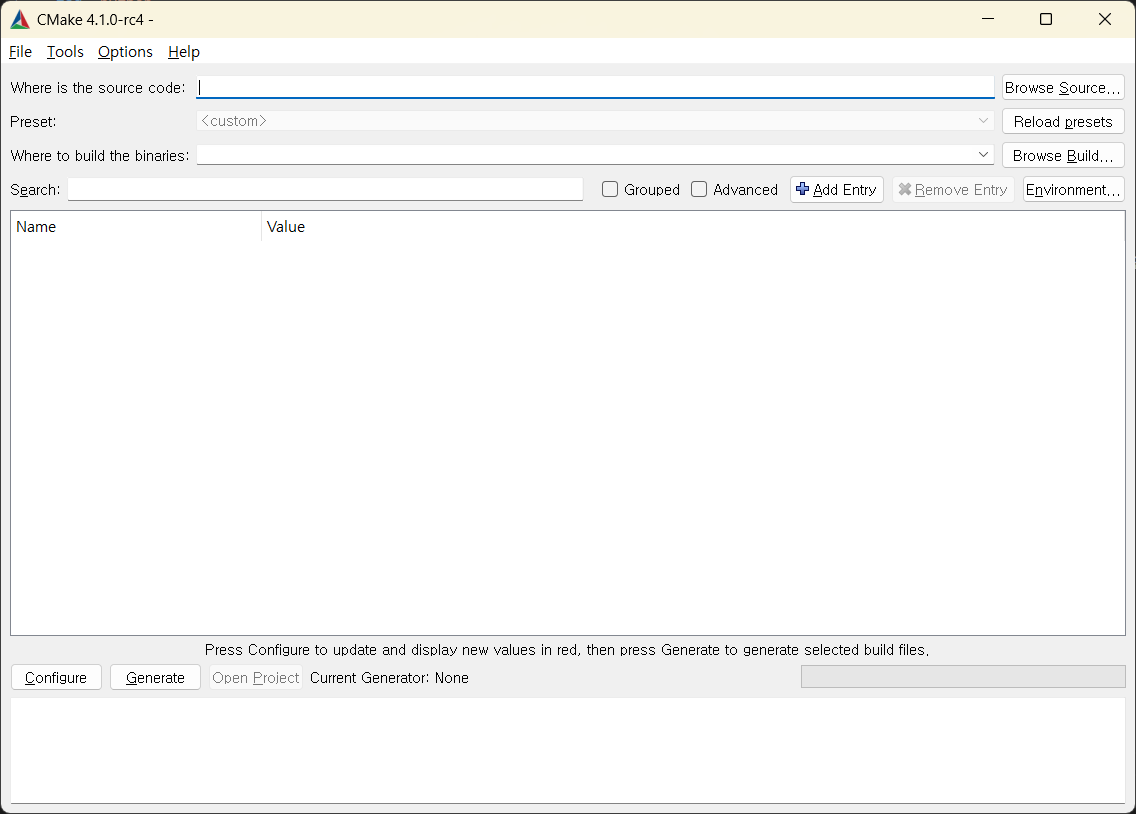 CMake 4.1.0-rc4 -
File Tools Options Help
Where is the source code: Browse Source...
Preset: <custom> Reload presets
Where to build the binaries: Browse Build...
Search: Grouped Advanced Add Entry Remove Entry Environment...
Name Value
Press Configure to update and display new values in red, then press Generate to generate selected build files.
Configure Generate Open Project Current Generator: None